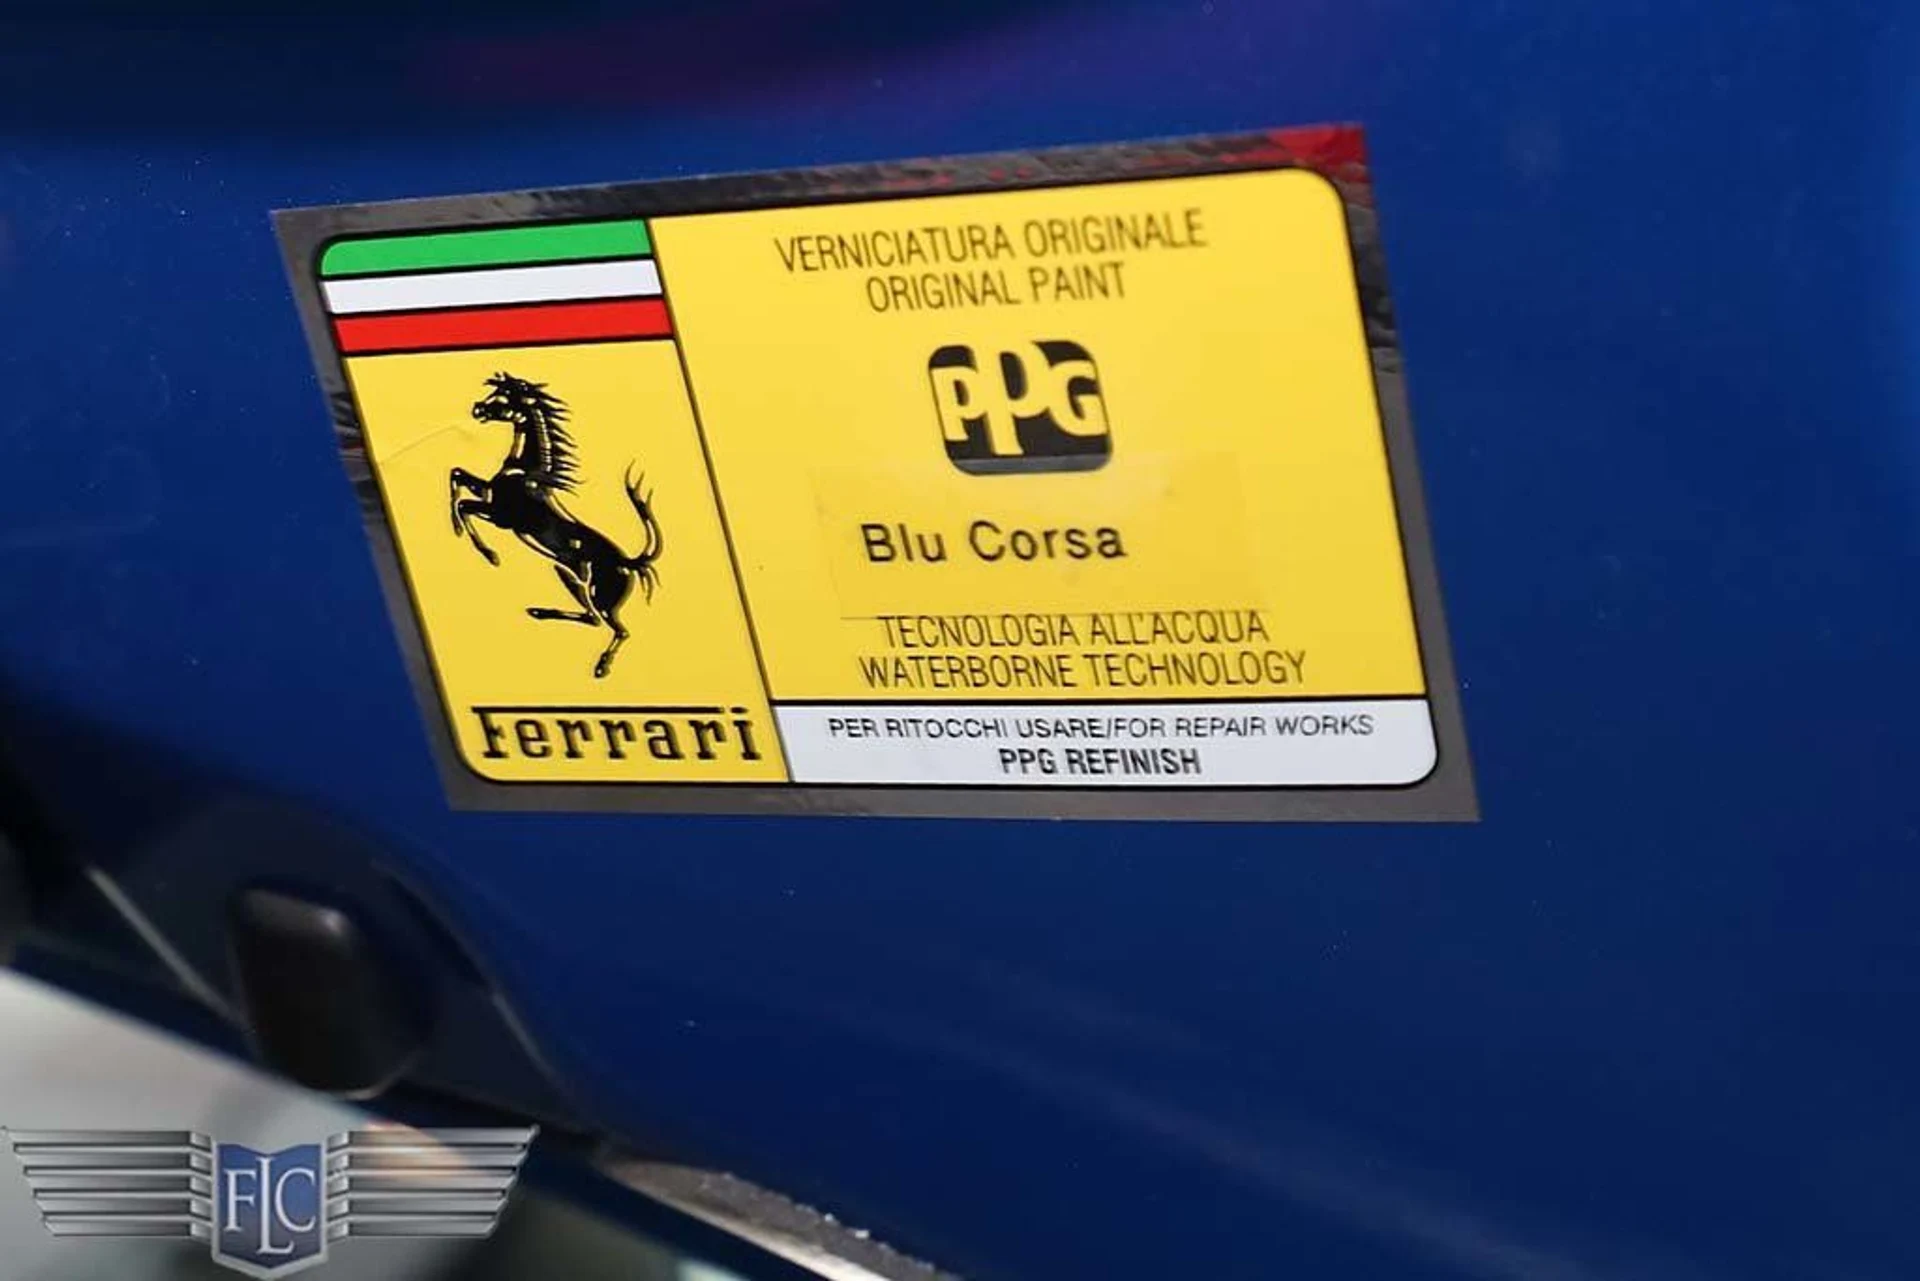 VERNICIATURA ORIGINALE
ORIGINAL PAINT
PPG
Blu Corsa
TECNOLOGIA ALL'ACQUA
WATERBORNE TECHNOLOGY
Ferrari
PER RITOCCHI USARE/FOR REPAIR WORKS
PPG REFINISH
FLC